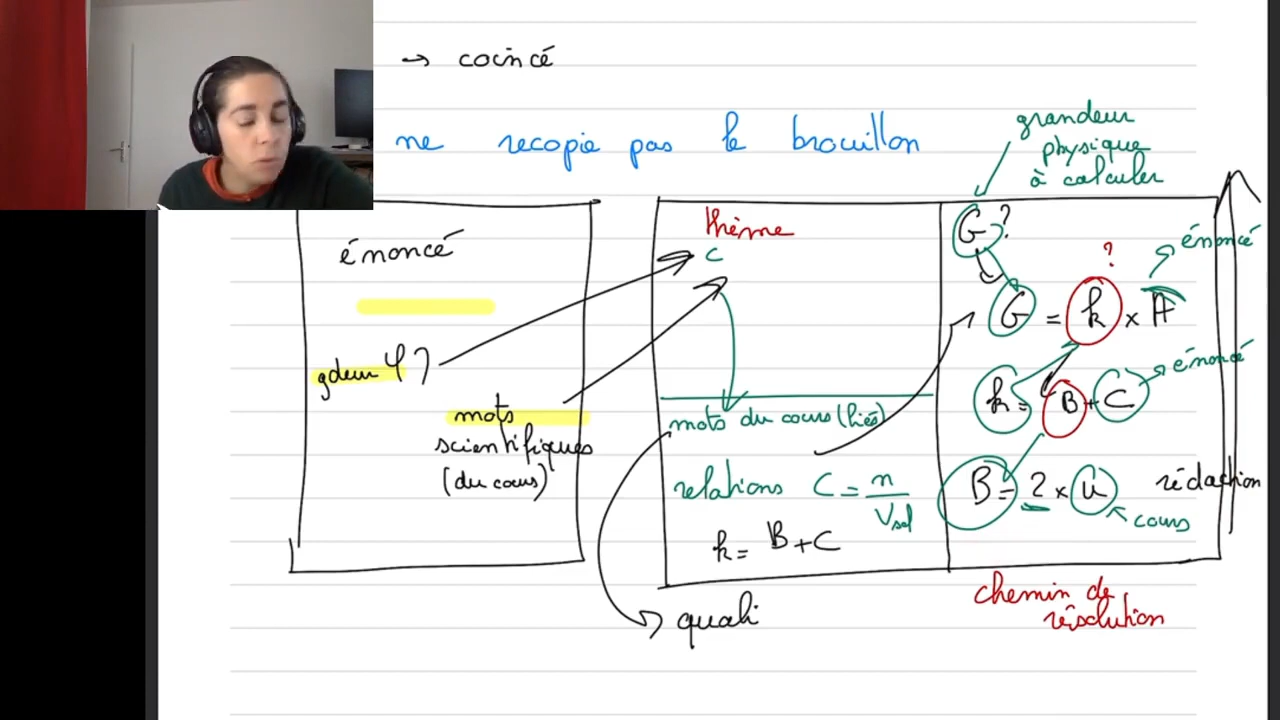 → coincé
ne recopie pas le brouillon
grandeur
physique
à calculer
énoncé
gdeur φ ?
mots
scientifiques
(du cours)
thème
C
mots du cours (liés)
relations C = n / Vsol
k = B + C
quali
G ?
?
énoncé
G = k × A
énoncé
k = B + C
B = 2 × u
cours
rédaction
chemin de
résolution